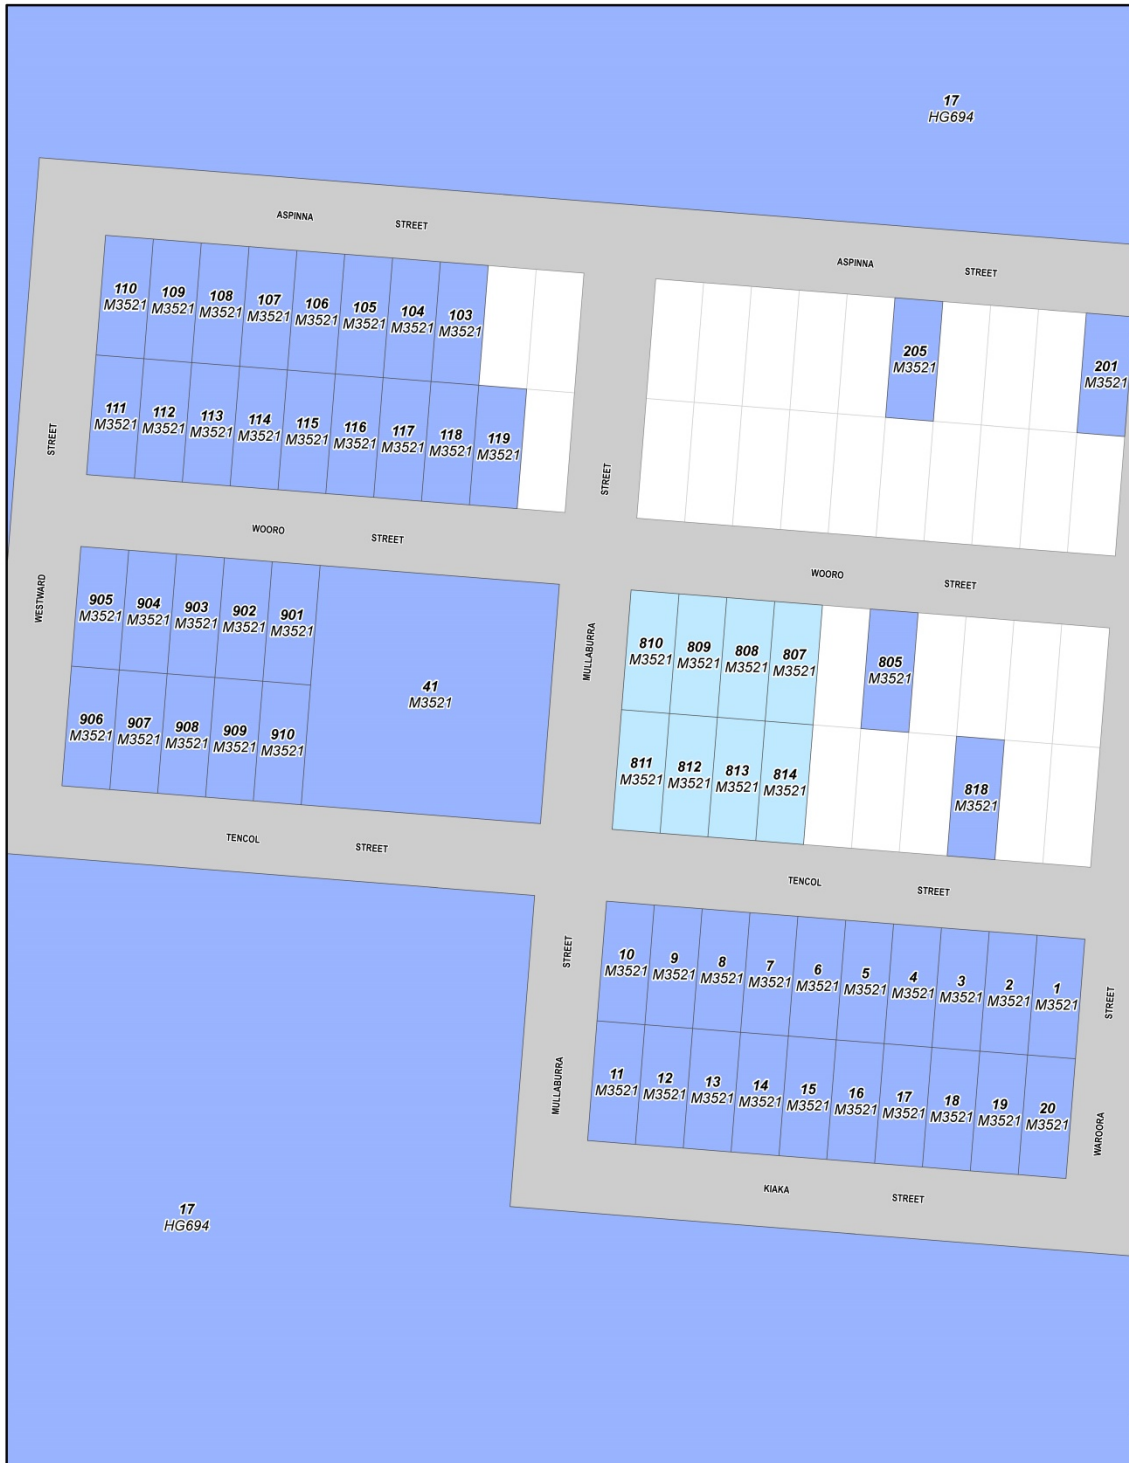 17
HG694
ASPINNA STREET
ASPINNA STREET
110
M3521
109
M3521
108
M3521
107
M3521
106
M3521
105
M3521
104
M3521
103
M3521
205
M3521
201
M3521
111
M3521
112
M3521
113
M3521
114
M3521
115
M3521
116
M3521
117
M3521
118
M3521
119
M3521
WESTWARD STREET
MULLABURRA STREET
WOORO STREET
WOORO STREET
905
M3521
904
M3521
903
M3521
902
M3521
901
M3521
41
M3521
810
M3521
809
M3521
808
M3521
807
M3521
805
M3521
906
M3521
907
M3521
908
M3521
909
M3521
910
M3521
811
M3521
812
M3521
813
M3521
814
M3521
818
M3521
TENCOL STREET
TENCOL STREET
10
M3521
9
M3521
8
M3521
7
M3521
6
M3521
5
M3521
4
M3521
3
M3521
2
M3521
1
M3521
MULLABURRA STREET
WAROORA STREET
11
M3521
12
M3521
13
M3521
14
M3521
15
M3521
16
M3521
17
M3521
18
M3521
19
M3521
20
M3521
KIAKA STREET
17
HG694